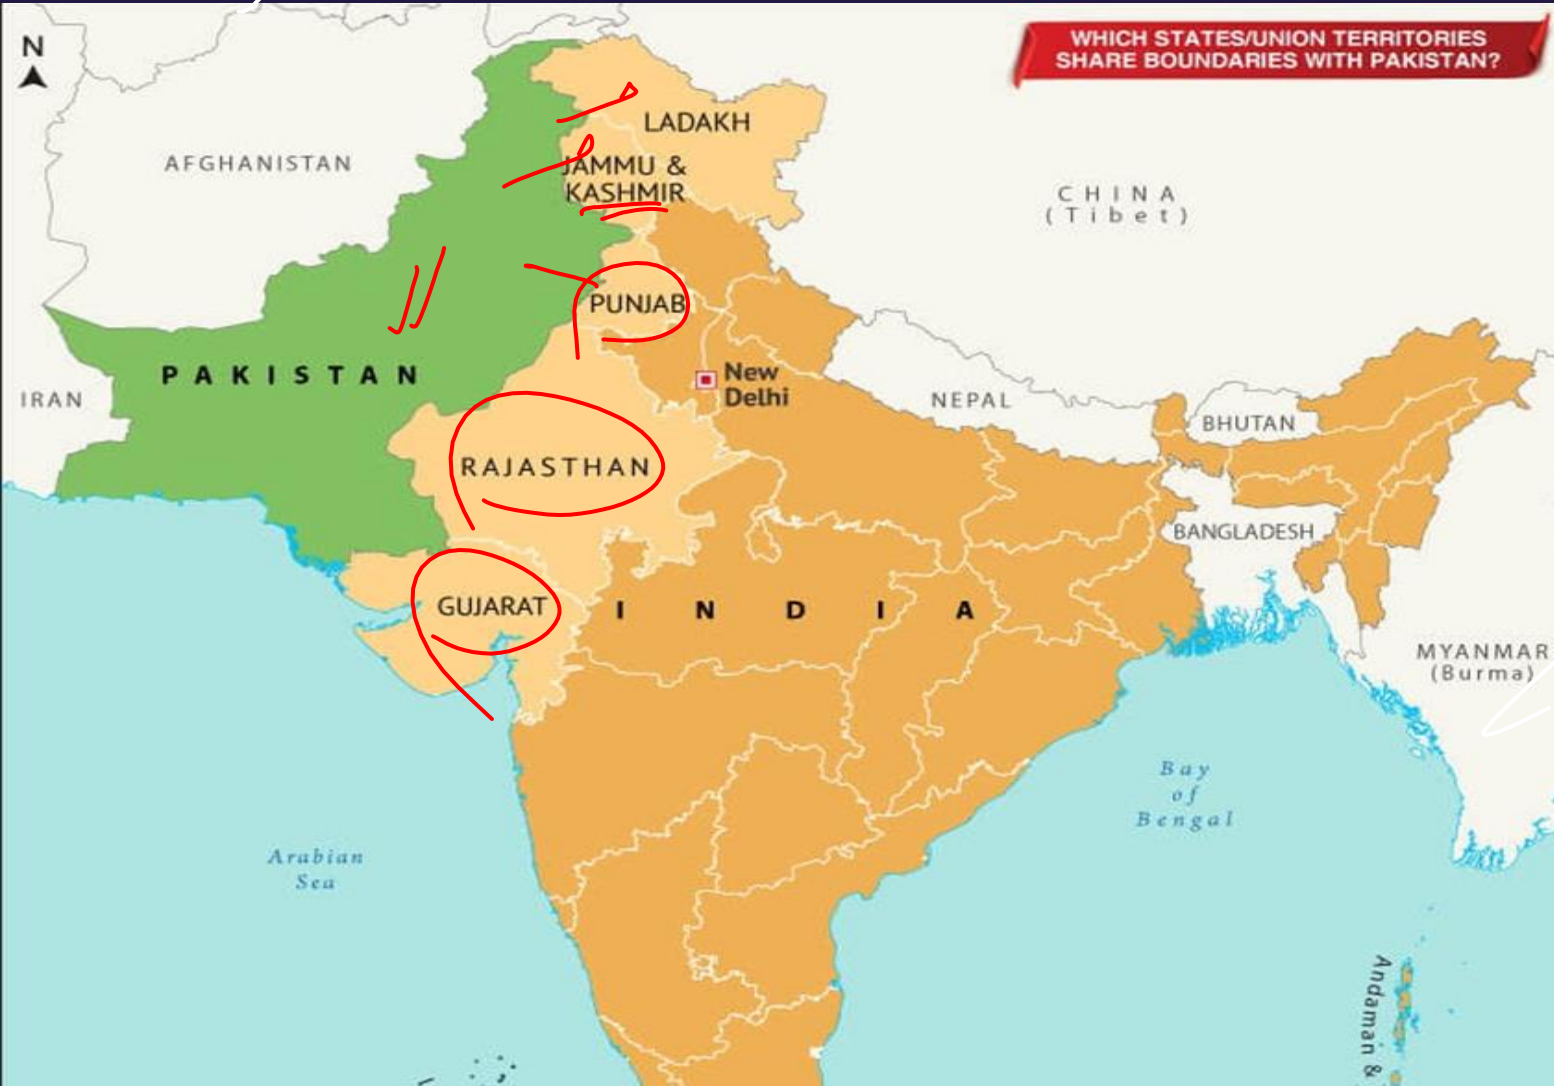 WHICH STATES/UNION TERRITORIES
SHARE BOUNDARIES WITH PAKISTAN?
N
LADAKH
AFGHANISTAN
JAMMU &
KASHMIR
CHINA
(Tibet)
PUNJAB
PAKISTAN
New
Delhi
IRAN
NEPAL
BHUTAN
RAJASTHAN
BANGLADESH
GUJARAT
INDIA
MYANMAR
(Burma)
Bay
of
Bengal
Arabian
Sea
Andaman &